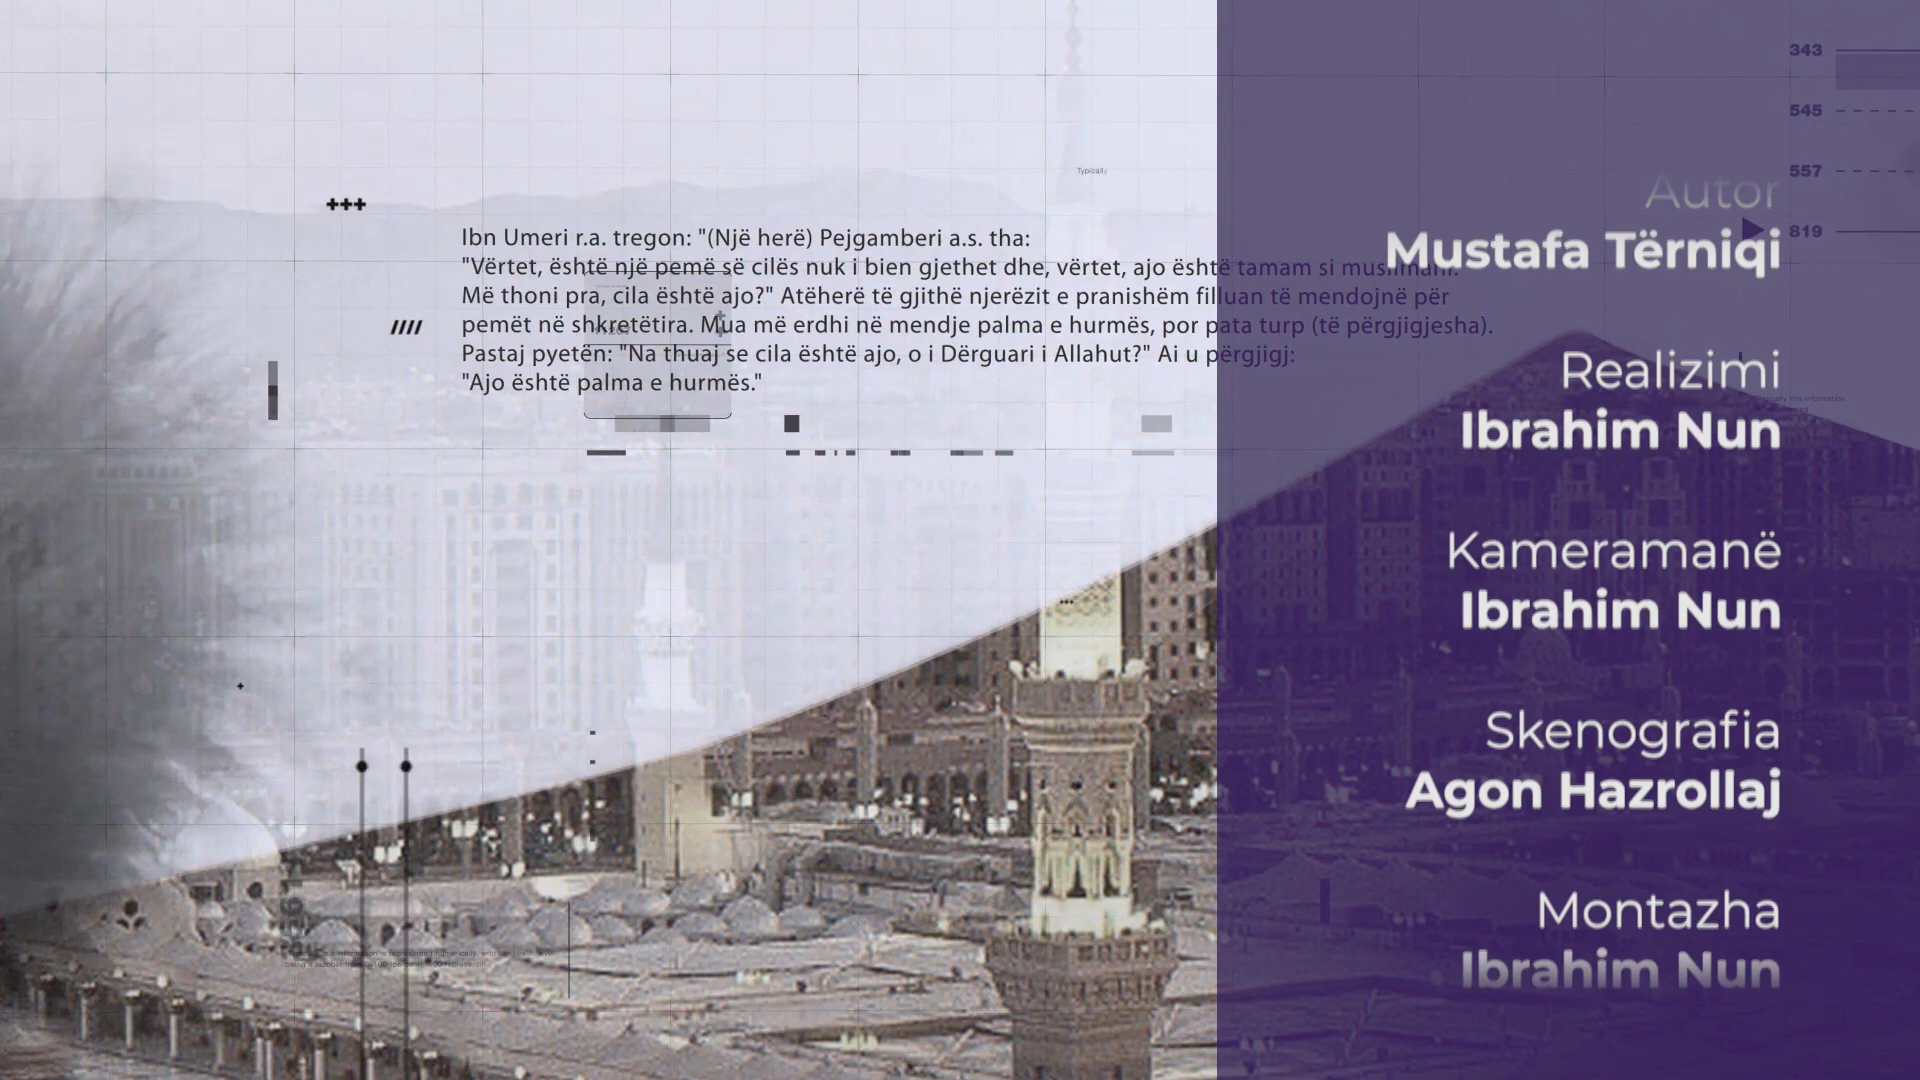 +++
Typically
Ibn Umeri r.a. tregon: "(Një herë) Pejgamberi a.s. tha:
"Vërtet, është një pemë së cilës nuk i bien gjethet dhe, vërtet, ajo është tamam si muslimani.
Më thoni pra, cila është ajo?" Atëherë të gjithë njerëzit e pranishëm filluan të mendojnë për
pemët në shkretëtira. Mua më erdhi në mendje palma e hurmës, por pata turp (të përgjigjesha).
Pastaj pyetën: "Na thuaj se cila është ajo, o i Dërguari i Allahut?" Ai u përgjigj:
"Ajo është palma e hurmës."
////
343
545
557
819
Autor
Mustafa Tërniqi
Realizimi
Ibrahim Nun
Kameramanë
Ibrahim Nun
Skenografia
Agon Hazrollaj
Montazha
Ibrahim Nun